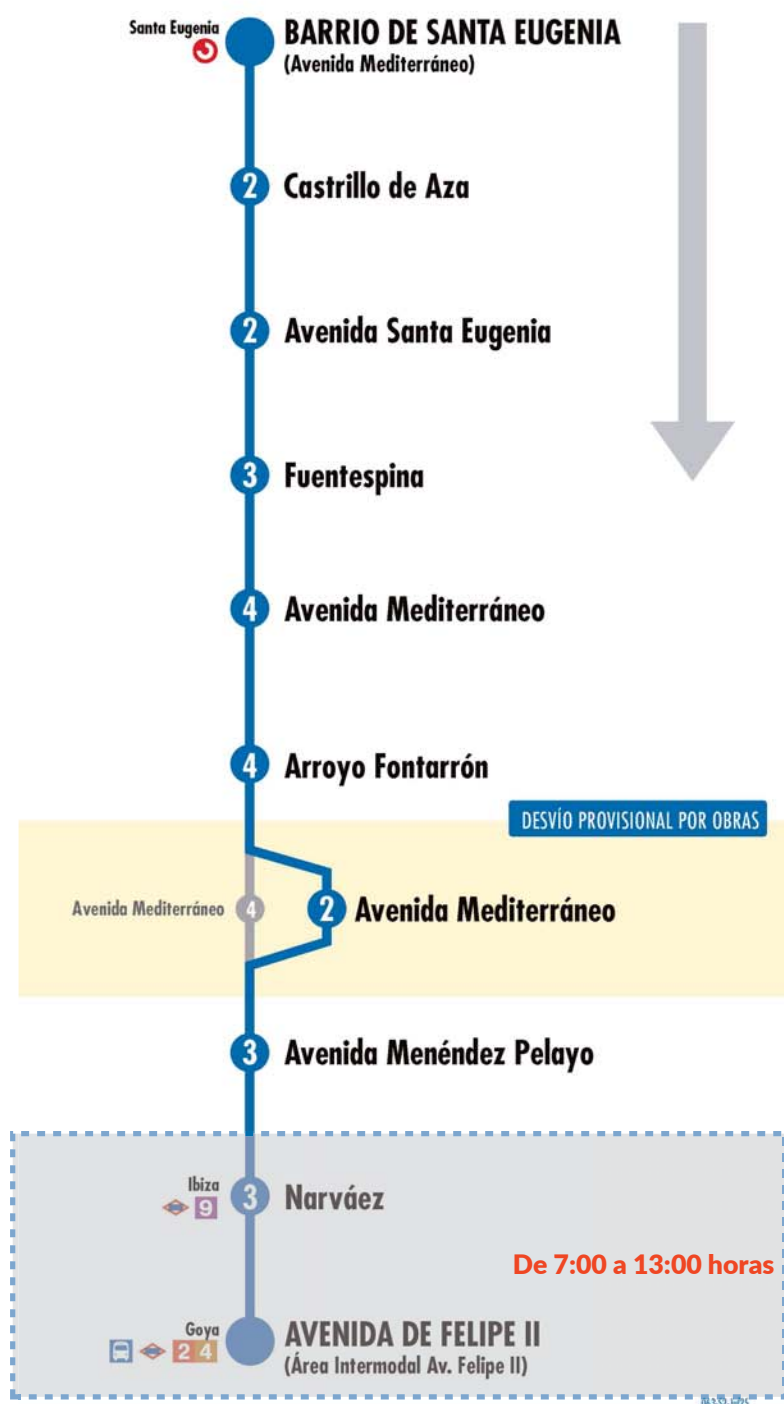 Santa Eugenia
BARRIO DE SANTA EUGENIA
(Avenida Mediterráneo)
2 Castrillo de Aza
2 Avenida Santa Eugenia
3 Fuentespina
4 Avenida Mediterráneo
4 Arroyo Fontarrón
DESVÍO PROVISIONAL POR OBRAS
Avenida Mediterráneo 4
2 Avenida Mediterráneo
3 Avenida Menéndez Pelayo
Ibiza
9
3 Narváez
De 7:00 a 13:00 horas
Goya
2 4
AVENIDA DE FELIPE II
(Área Intermodal Av. Felipe II)